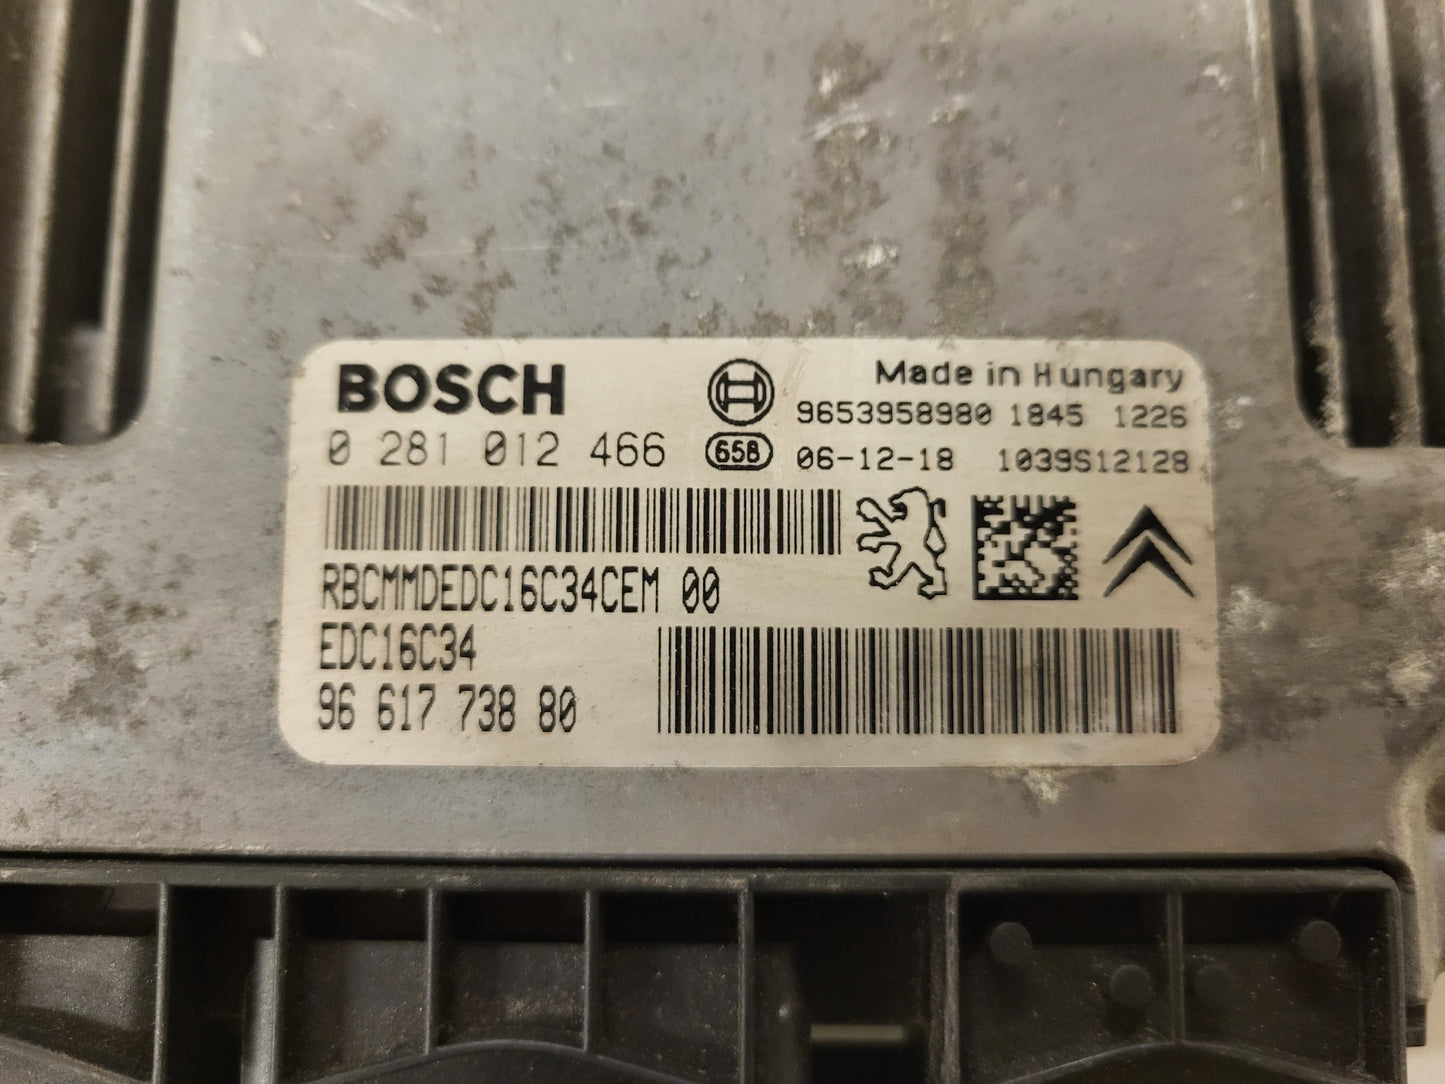 BOSCH
Made in Hungary
9653958980 1845 1226
0 281 012 466
658
06-12-18 1039S12128
RBCMMDEDC16C34CEM 00
EDC16C34
96 617 738 80